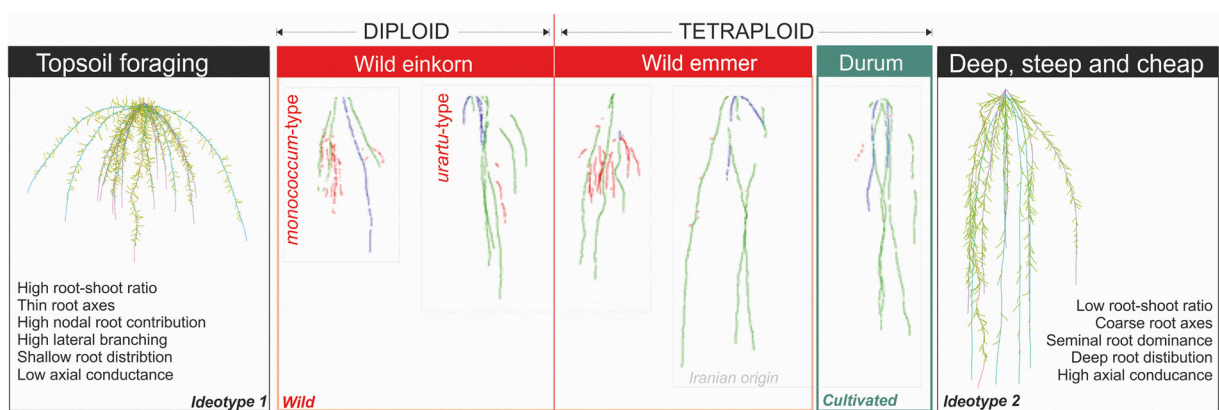 DIPLOID
TETRAPLOID
Topsoil foraging
Wild einkorn
Wild emmer
Durum
Deep, steep and cheap
monococcum-type
urartu-type
High root-shoot ratio
Thin root axes
High nodal root contribution
High lateral branching
Shallow root distribtion
Low axial conductance
Ideotype 1
Wild
Iranian origin
Cultivated
Low root-shoot ratio
Coarse root axes
Seminal root dominance
Deep root distibution
High axial conducance
Ideotype 2